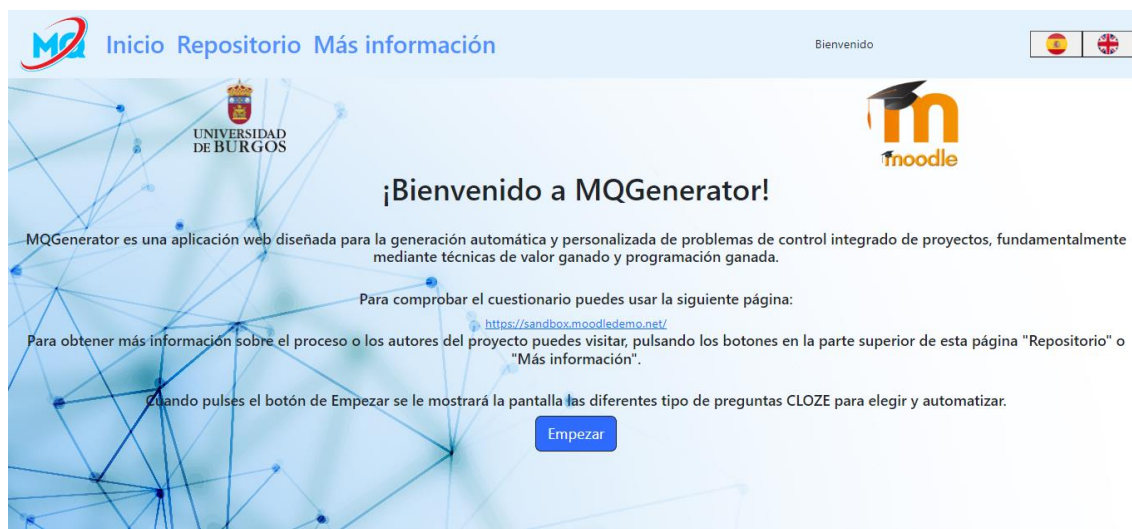 MQ Inicio Repositorio Más información Bienvenido
UNIVERSIDAD
DE BURGOS
moodle
¡Bienvenido a MQGenerator!
MQGenerator es una aplicación web diseñada para la generación automática y personalizada de problemas de control integrado de proyectos, fundamentalmente
mediante técnicas de valor ganado y programación ganada.
Para comprobar el cuestionario puedes usar la siguiente página:
https://sandbox.moodledemo.net/
Para obtener más información sobre el proceso o los autores del proyecto puedes visitar, pulsando los botones en la parte superior de esta página "Repositorio" o
"Más información".
Cuando pulses el botón de Empezar se le mostrará la pantalla las diferentes tipo de preguntas CLOZE para elegir y automatizar.
Empezar